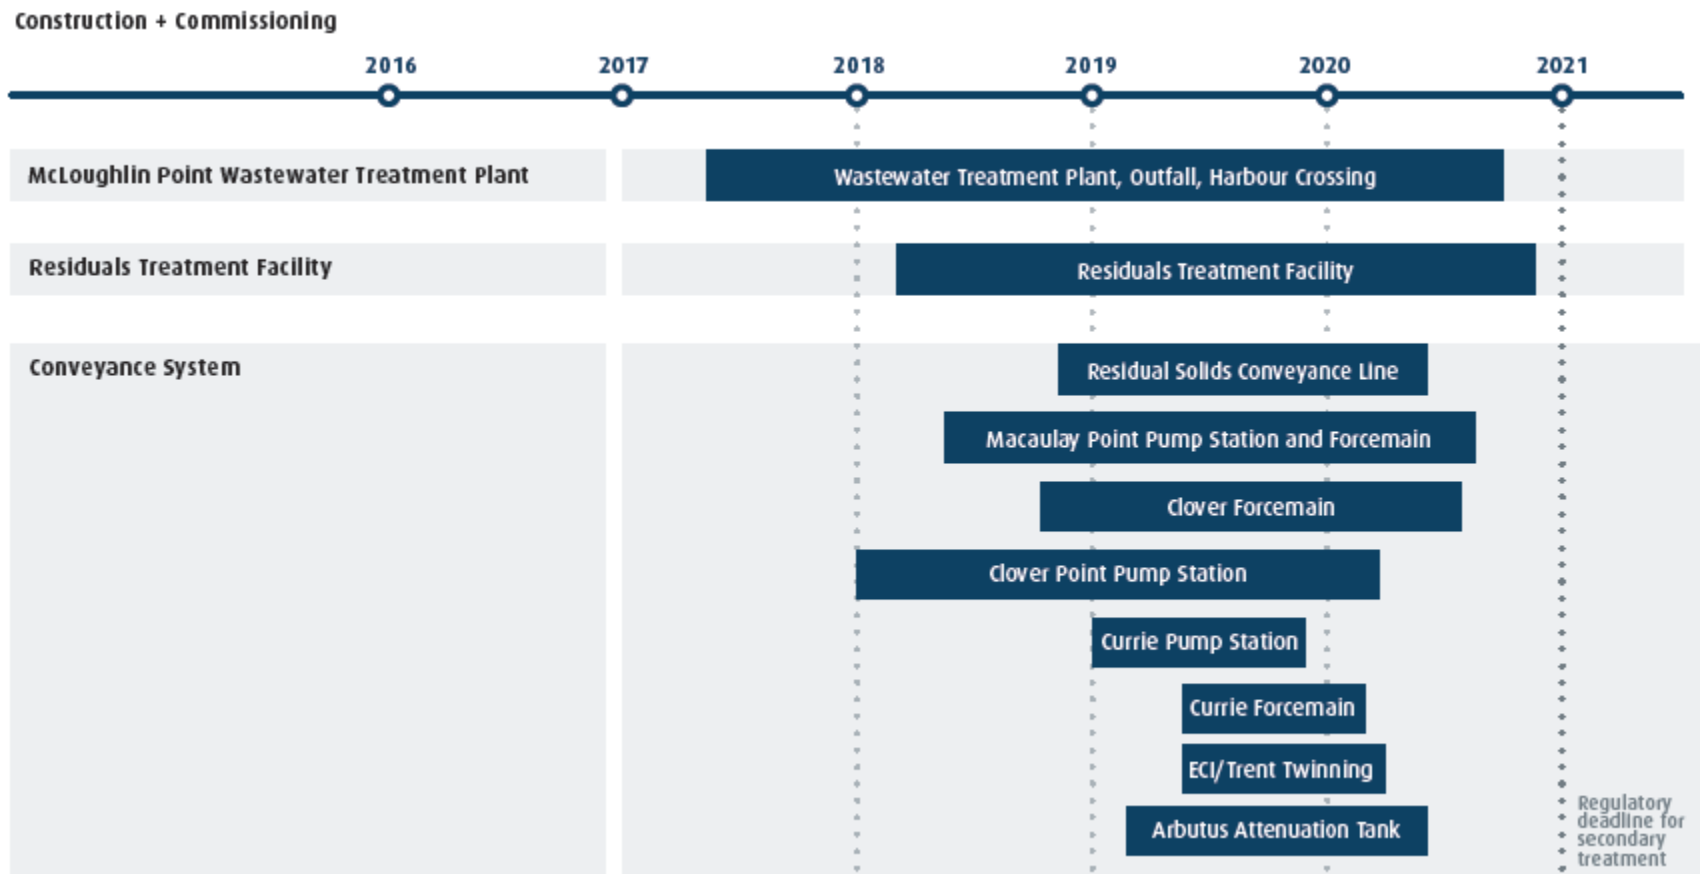 Construction + Commissioning
2016 2017 2018 2019 2020 2021
McLoughlin Point Wastewater Treatment Plant
Wastewater Treatment Plant, Outfall, Harbour Crossing
Residuals Treatment Facility
Residuals Treatment Facility
Conveyance System
Residual Solids Conveyance Line
Macaulay Point Pump Station and Forcemain
Clover Forcemain
Clover Point Pump Station
Currie Pump Station
Currie Forcemain
ECI/Trent Twinning
Arbutus Attenuation Tank
Regulatory
deadline for
secondary
treatment